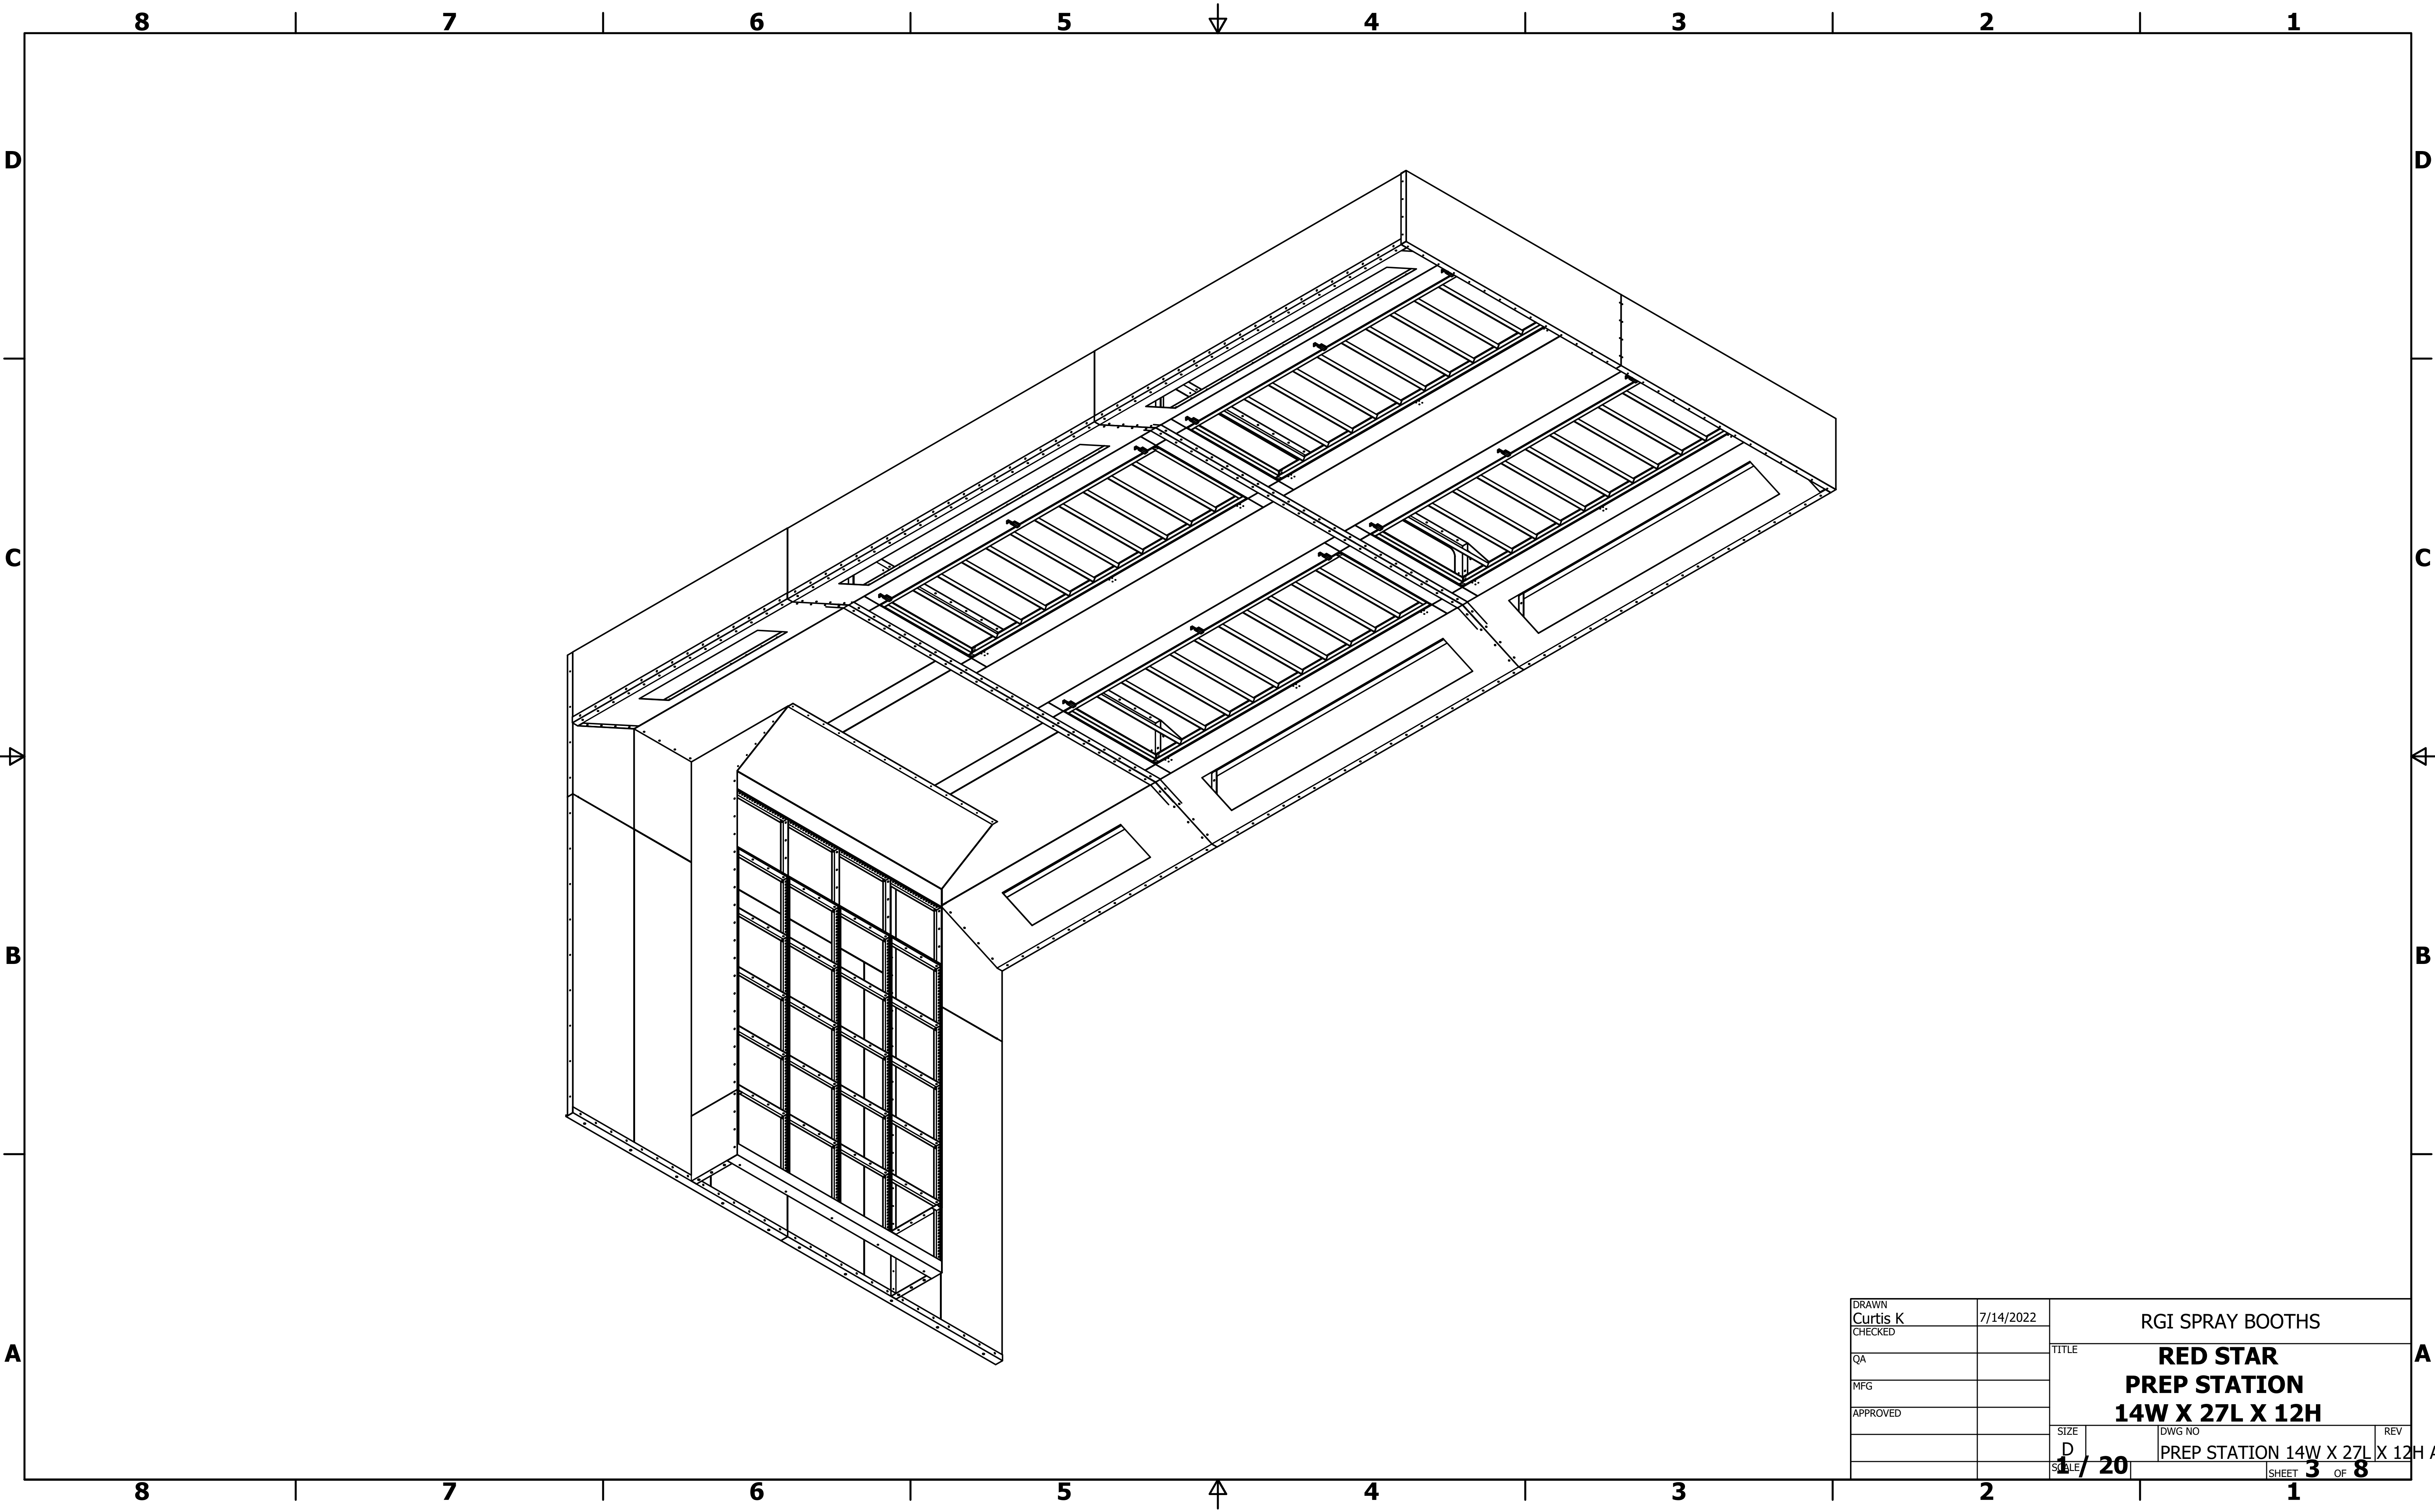 8 7 6 5 4 3 2 1
D D
C C
B B
A A
DRAWN
Curtis K 7/14/2022
CHECKED
QA
MFG
APPROVED
RGI SPRAY BOOTHS
TITLE
RED STAR
PREP STATION
14W X 27L X 12H
SIZE
D
DWG NO
PREP STATION 14W X 27L X 12H A
REV
SCALE
1 / 20
SHEET 3 OF 8
8 7 6 5 4 3 2 1